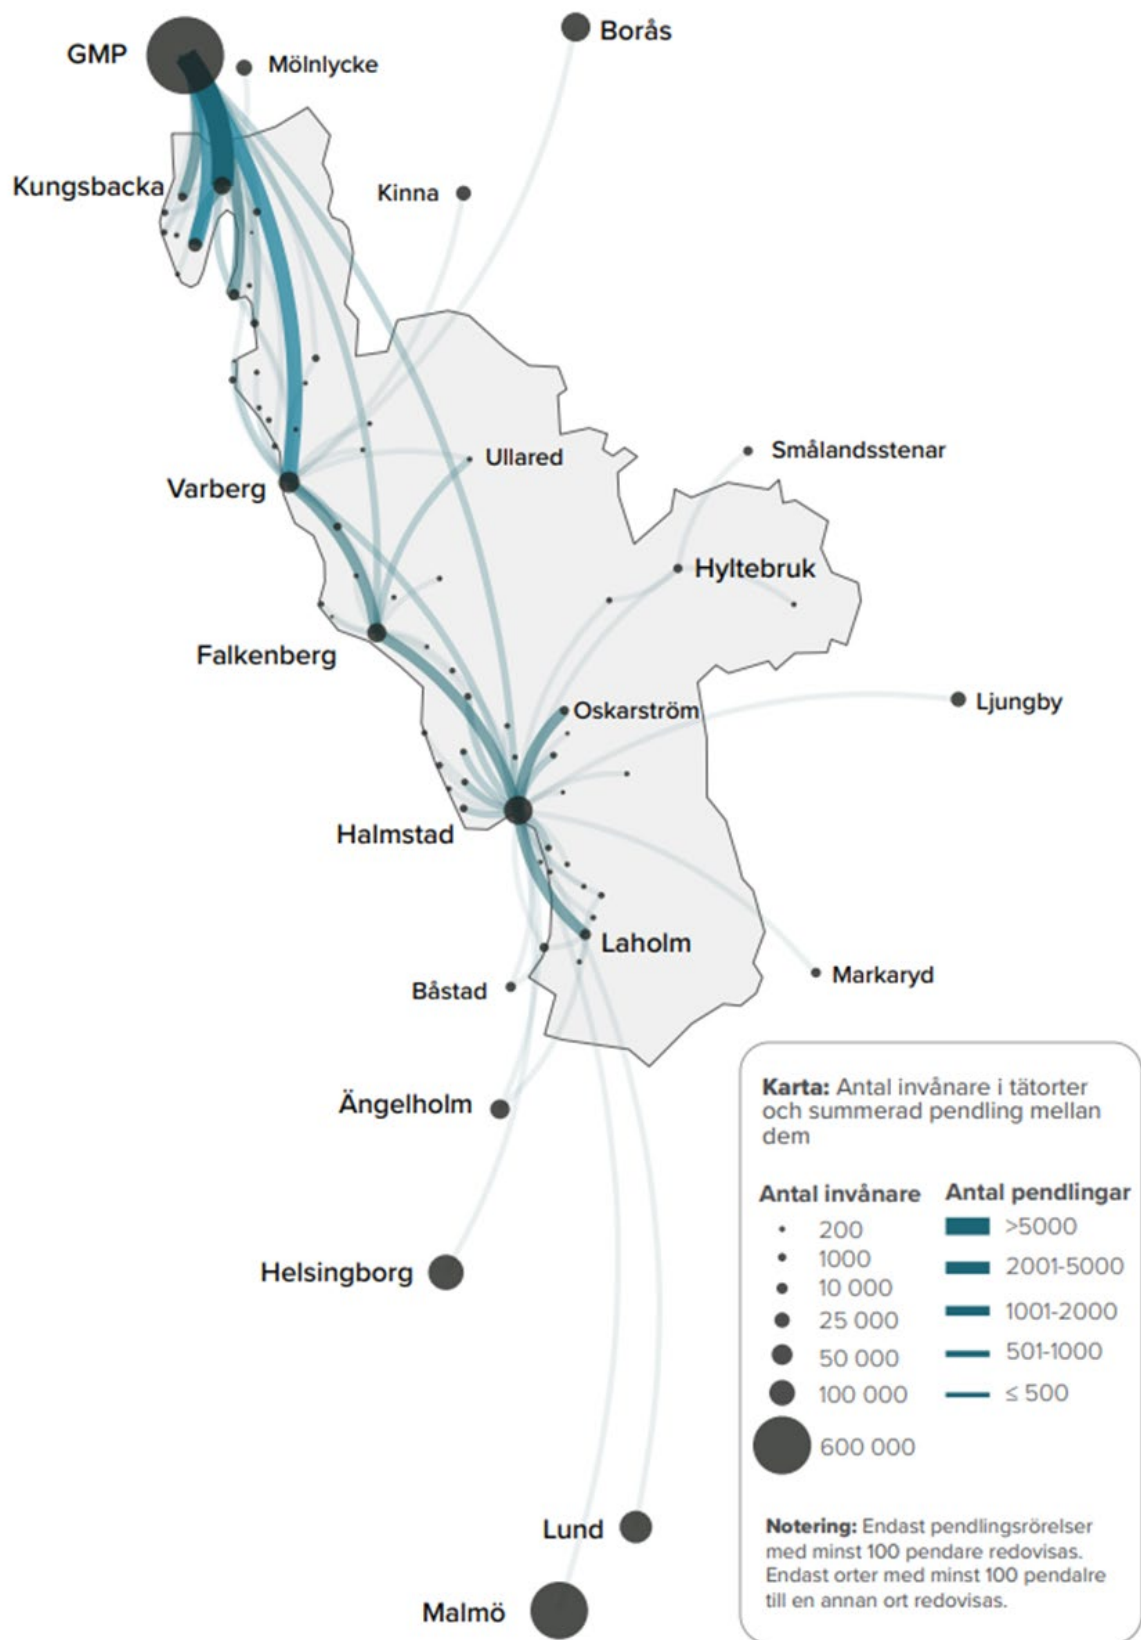 GMP
Mölnlycke
Borås
Kungsbacka
Kinna
Varberg
Ullared
Smålandsstenar
Hyltebruk
Falkenberg
Oskarström
Ljungby
Halmstad
Laholm
Båstad
Markaryd
Ängelholm
Helsingborg
Lund
Malmö
Karta: Antal invånare i tätorter
och summerad pendling mellan
dem
Antal invånare
200
1000
10 000
25 000
50 000
100 000
600 000
Antal pendlingar
>5000
2001-5000
1001-2000
501-1000
≤ 500
Notering: Endast pendlingsrörelser
med minst 100 pendare redovisas.
Endast orter med minst 100 pendalre
till en annan ort redovisas.